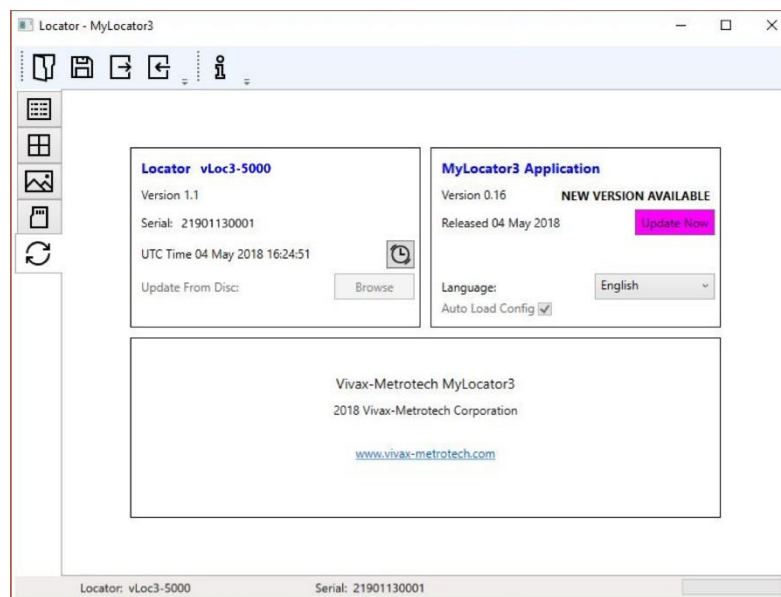 Locator - MyLocator3
Locator vLoc3-5000
Version 1.1
Serial: 21901130001
UTC Time 04 May 2018 16:24:51
Update From Disc:
Browse
MyLocator3 Application
Version 0.16
NEW VERSION AVAILABLE
Released 04 May 2018
Update Now
Language:
English
Auto Load Config
Vivax-Metrotech MyLocator3
2018 Vivax-Metrotech Corporation
www.vivax-metrotech.com
Locator: vLoc3-5000
Serial: 21901130001